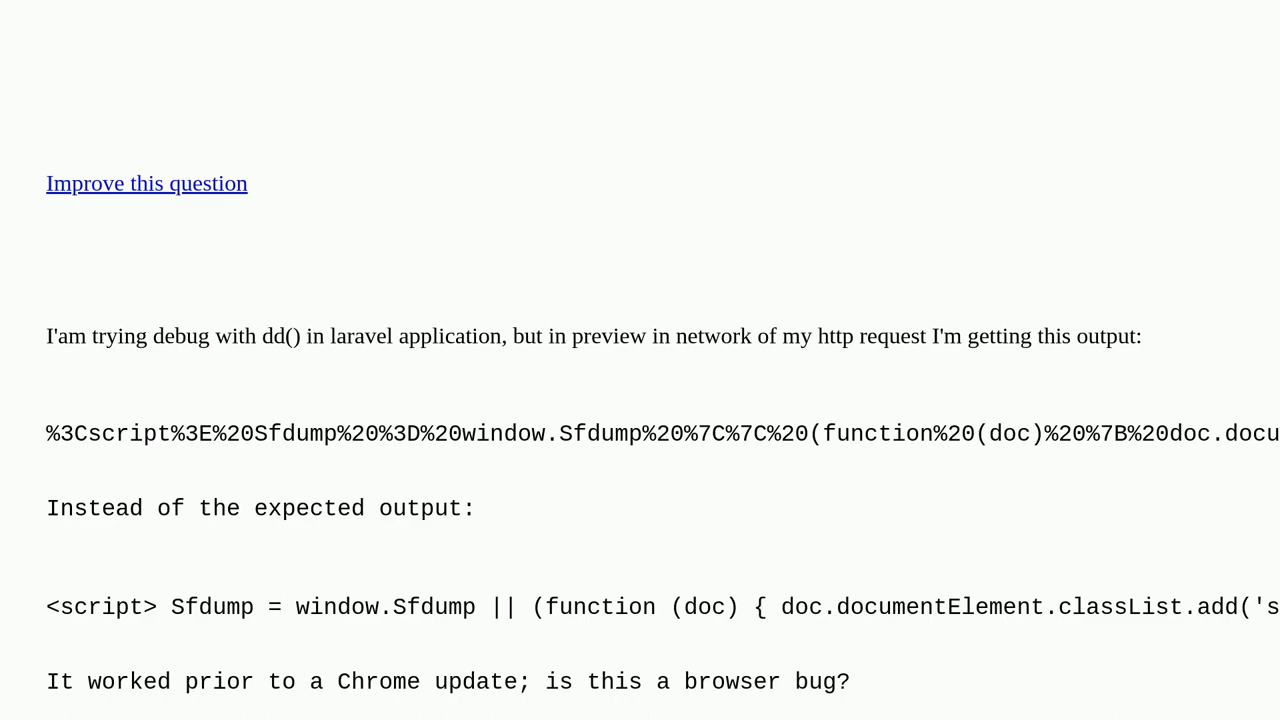 Improve this question
I'am trying debug with dd() in laravel application, but in preview in network of my http request I'm getting this output:
%3Cscript%3E%20Sfdump%20%3D%20window.Sfdump%20%7C%7C%20(function%20(doc)%20%7B%20doc.docu
Instead of the expected output:
<script> Sfdump = window.Sfdump || (function (doc) { doc.documentElement.classList.add('s
It worked prior to a Chrome update; is this a browser bug?